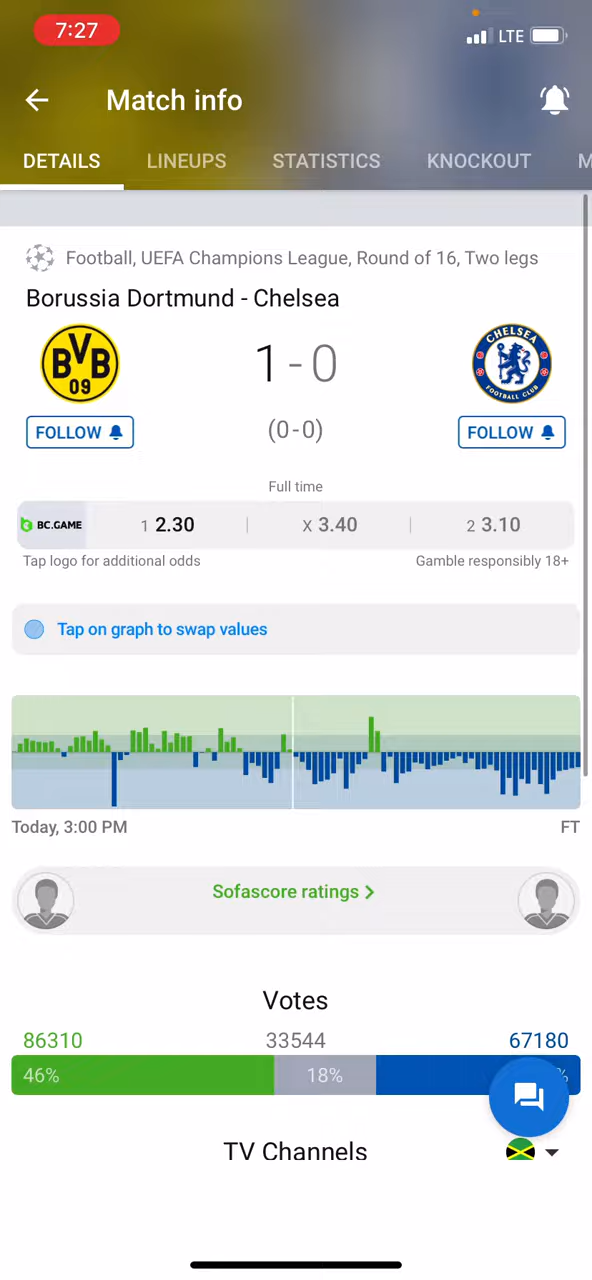 7:27
LTE
Match info
DETAILS LINEUPS STATISTICS KNOCKOUT M
Football, UEFA Champions League, Round of 16, Two legs
Borussia Dortmund - Chelsea
BVB
09
1 - 0
CHELSEA
FOOTBALL CLUB
FOLLOW
(0-0)
FOLLOW
Full time
BC.GAME 1 2.30 X 3.40 2 3.10
Tap logo for additional odds Gamble responsibly 18+
Tap on graph to swap values
Today, 3:00 PM FT
Sofascore ratings >
Votes
86310 33544 67180
46% 18% %
TV Channels